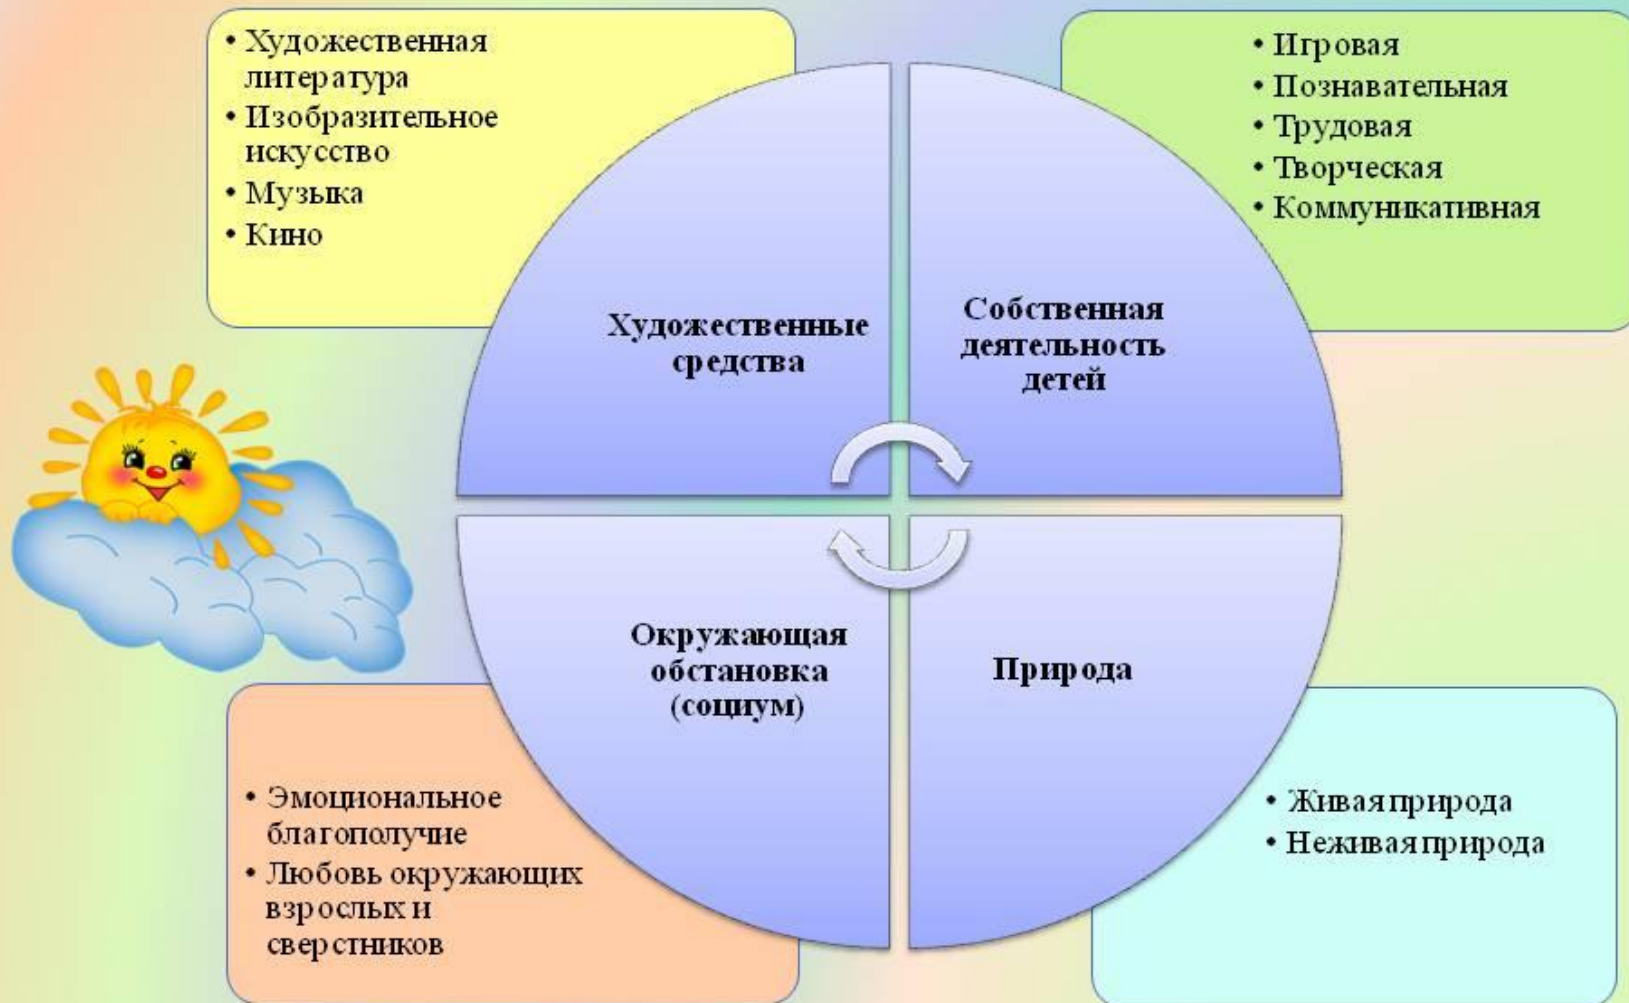 • Художественная
литература
• Изобразительное
искусство
• Музыка
• Кино
• Игровая
• Познавательная
• Трудовая
• Творческая
• Коммуникативная
Художественные
средства
Собственная
деятельность
детей
Окружающая
обстановка
(социум)
Природа
• Эмоциональное
благополучие
• Любовь окружающих
взрослых и
сверстников
• Живая природа
• Неживая природа